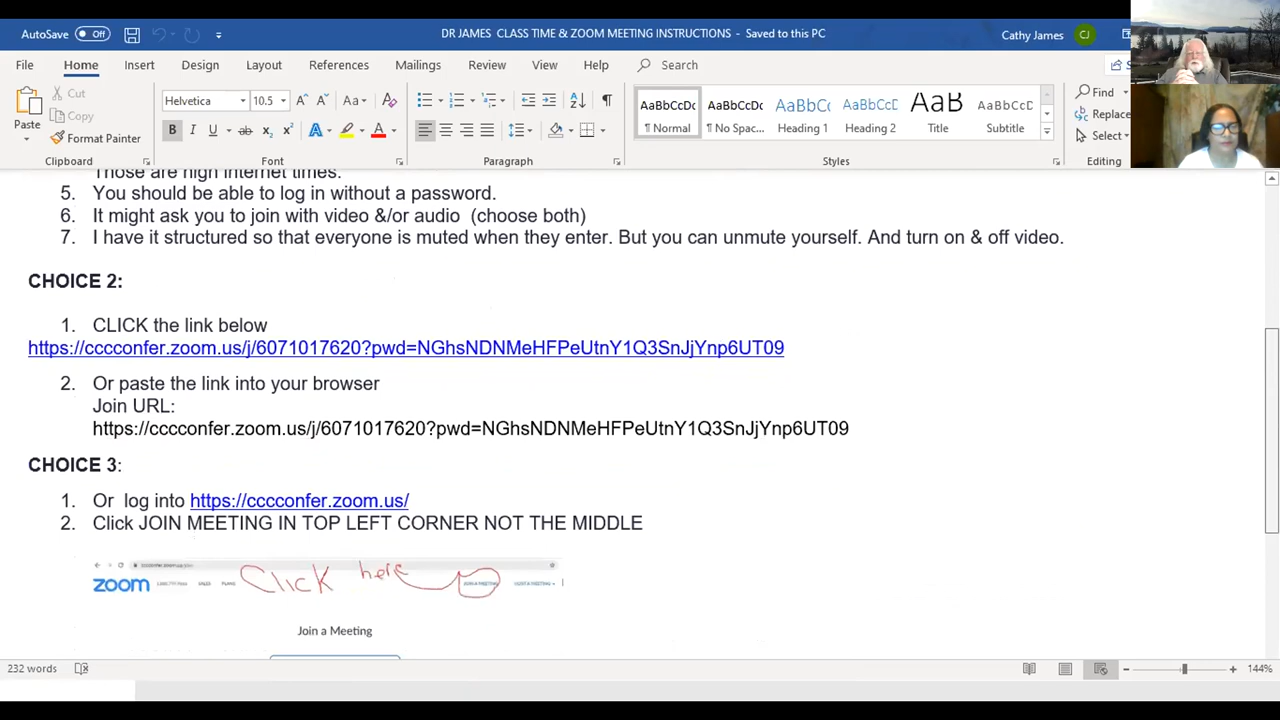 AutoSave Off
DR JAMES CLASS TIME & ZOOM MEETING INSTRUCTIONS - Saved to this PC
Cathy James CJ
File Home Insert Design Layout References Mailings Review View Help Search
Cut
Copy
Paste Format Painter
Clipboard
Helvetica 10.5
Font
Paragraph
AaBbCcDc AaBbCcDc AaBbCc AaBbCcD AaB AaBbCcD
¶ Normal ¶ No Spac... Heading 1 Heading 2 Title Subtitle
Styles
Find
Replace
Select
Editing
Those are high internet times.
5. You should be able to log in without a password.
6. It might ask you to join with video &/or audio (choose both)
7. I have it structured so that everyone is muted when they enter. But you can unmute yourself. And turn on & off video.
CHOICE 2:
1. CLICK the link below
https://cccconfer.zoom.us/j/6071017620?pwd=NGhsNDNMeHFPeUtnY1Q3SnJjYnp6UT09
2. Or paste the link into your browser
Join URL:
https://cccconfer.zoom.us/j/6071017620?pwd=NGhsNDNMeHFPeUtnY1Q3SnJjYnp6UT09
CHOICE 3:
1. Or log into https://cccconfer.zoom.us/
2. Click JOIN MEETING IN TOP LEFT CORNER NOT THE MIDDLE
zoom SALES PLANS Click here JOIN A MEETING HOST A MEETING
Join a Meeting
232 words
144%